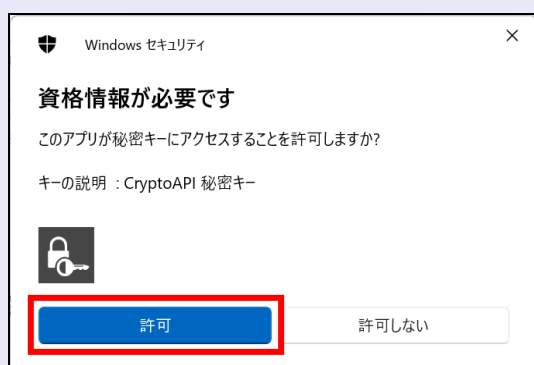 Windows セキュリティ
資格情報が必要です
このアプリが秘密キーにアクセスすることを許可しますか?
キーの説明 : CryptoAPI 秘密キー
許可
許可しない